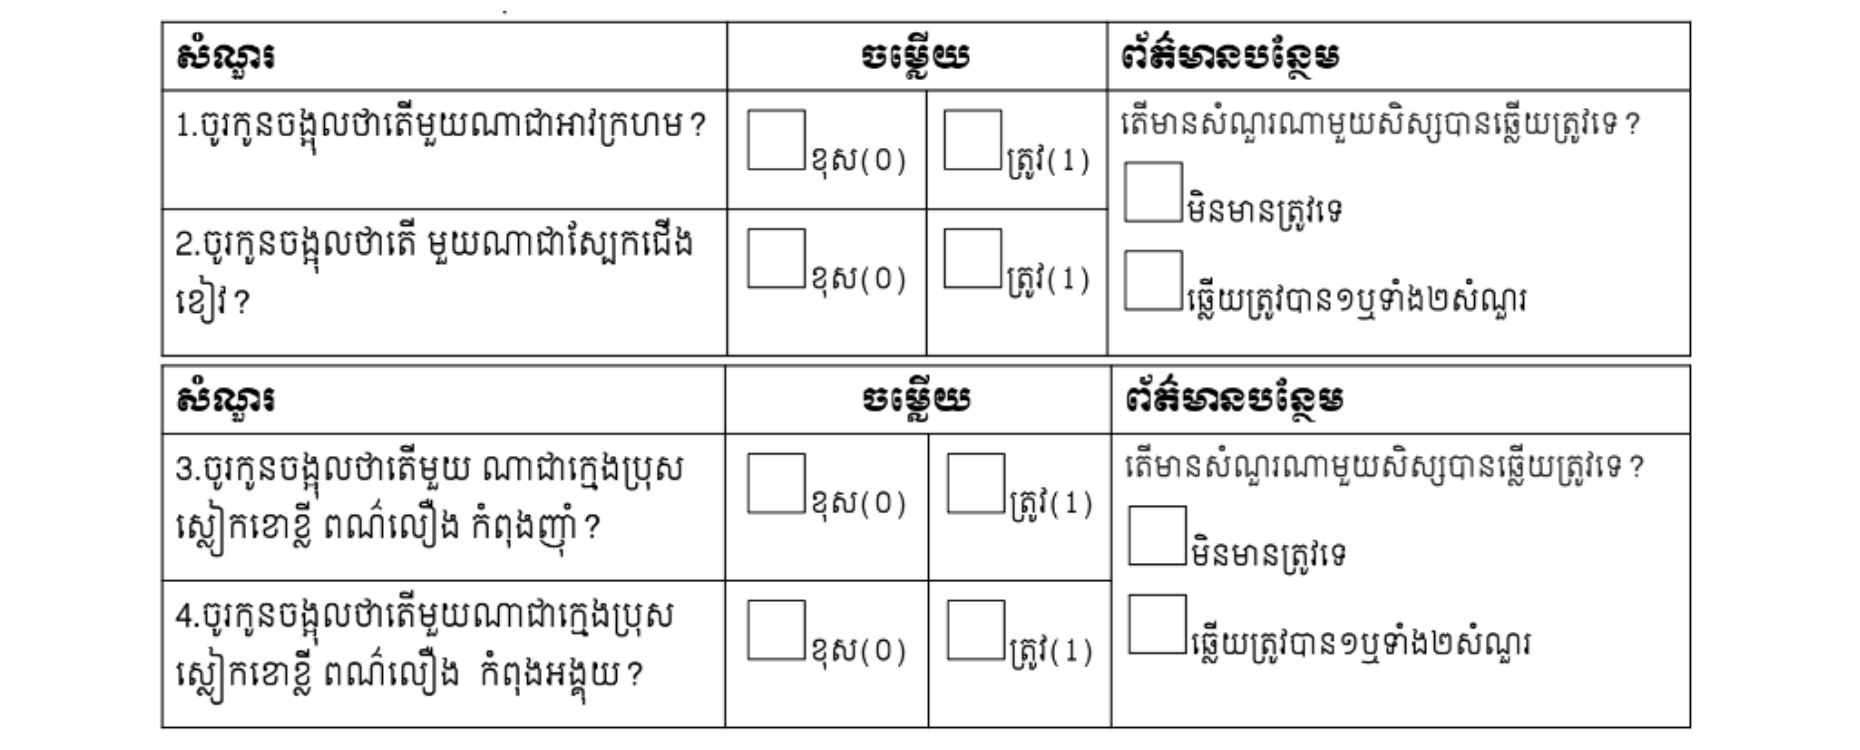 សំណួរ ចម្លើយ ព័ត៌មានបន្ថែម
1.ចូរកូនចង្អុលថាតើមួយណាជាអាវក្រហម?
ខុស(0) ត្រូវ(1)
តើមានសំណួរណាមួយសិស្សបានឆ្លើយត្រូវទេ?
មិនមានត្រូវទេ
ឆ្លើយត្រូវបាន១ឬទាំង២សំណួរ
2.ចូរកូនចង្អុលថាតើ មួយណាជាស្បែកជើង
ខៀវ?
ខុស(0) ត្រូវ(1)
សំណួរ ចម្លើយ ព័ត៌មានបន្ថែម
3.ចូរកូនចង្អុលថាតើមួយ ណាជាក្មេងប្រុស
ស្លៀកខោខ្លី ពណ៌លឿង កំពុងញ៉ាំ?
ខុស(0) ត្រូវ(1)
តើមានសំណួរណាមួយសិស្សបានឆ្លើយត្រូវទេ?
មិនមានត្រូវទេ
ឆ្លើយត្រូវបាន១ឬទាំង២សំណួរ
4.ចូរកូនចង្អុលថាតើមួយណាជាក្មេងប្រុស
ស្លៀកខោខ្លី ពណ៌លឿង កំពុងអង្គុយ?
ខុស(0) ត្រូវ(1)